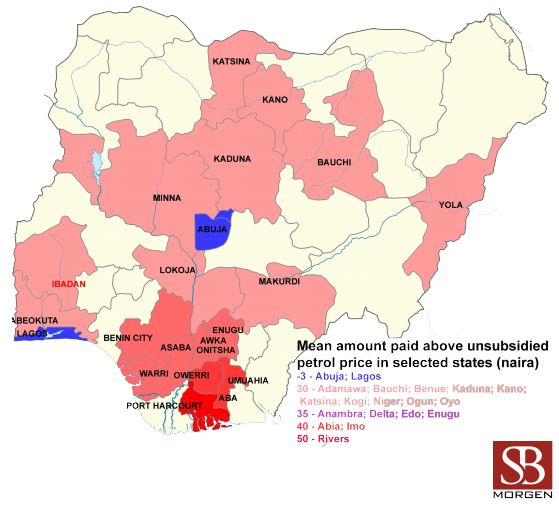 KATSINA
KANO
KADUNA
BAUCHI
MINNA
YOLA
ABUJA
LOKOJA
IBADAN
MAKURDI
ABEOKUTA
LAGOS
BENIN CITY
ENUGU
ASABA
AWKA
ONITSHA
WARRI
OWERRI
UMUAHIA
ABA
PORT HARCOURT
Mean amount paid above unsubsidied
petrol price in selected states (naira)
-3 - Abuja; Lagos
30 - Adamawa; Bauchi; Benue; Kaduna; Kano;
Katsina; Kogi; Niger; Ogun; Oyo
35 - Anambra; Delta; Edo; Enugu
40 - Abia; Imo
50 - Rivers
SB
MORGEN